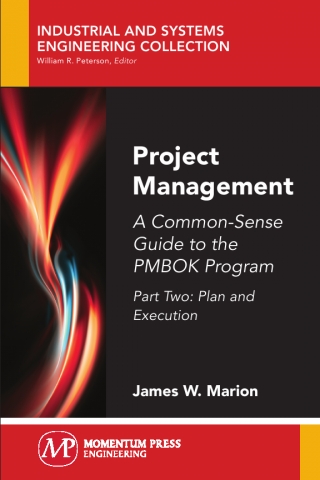 INDUSTRIAL AND SYSTEMS
ENGINEERING COLLECTION
William R. Peterson, Editor
Project
Management
A Common-Sense
Guide to the
PMBOK Program
Part Two: Plan and
Execution
James W. Marion
MP
MOMENTUM PRESS
ENGINEERING